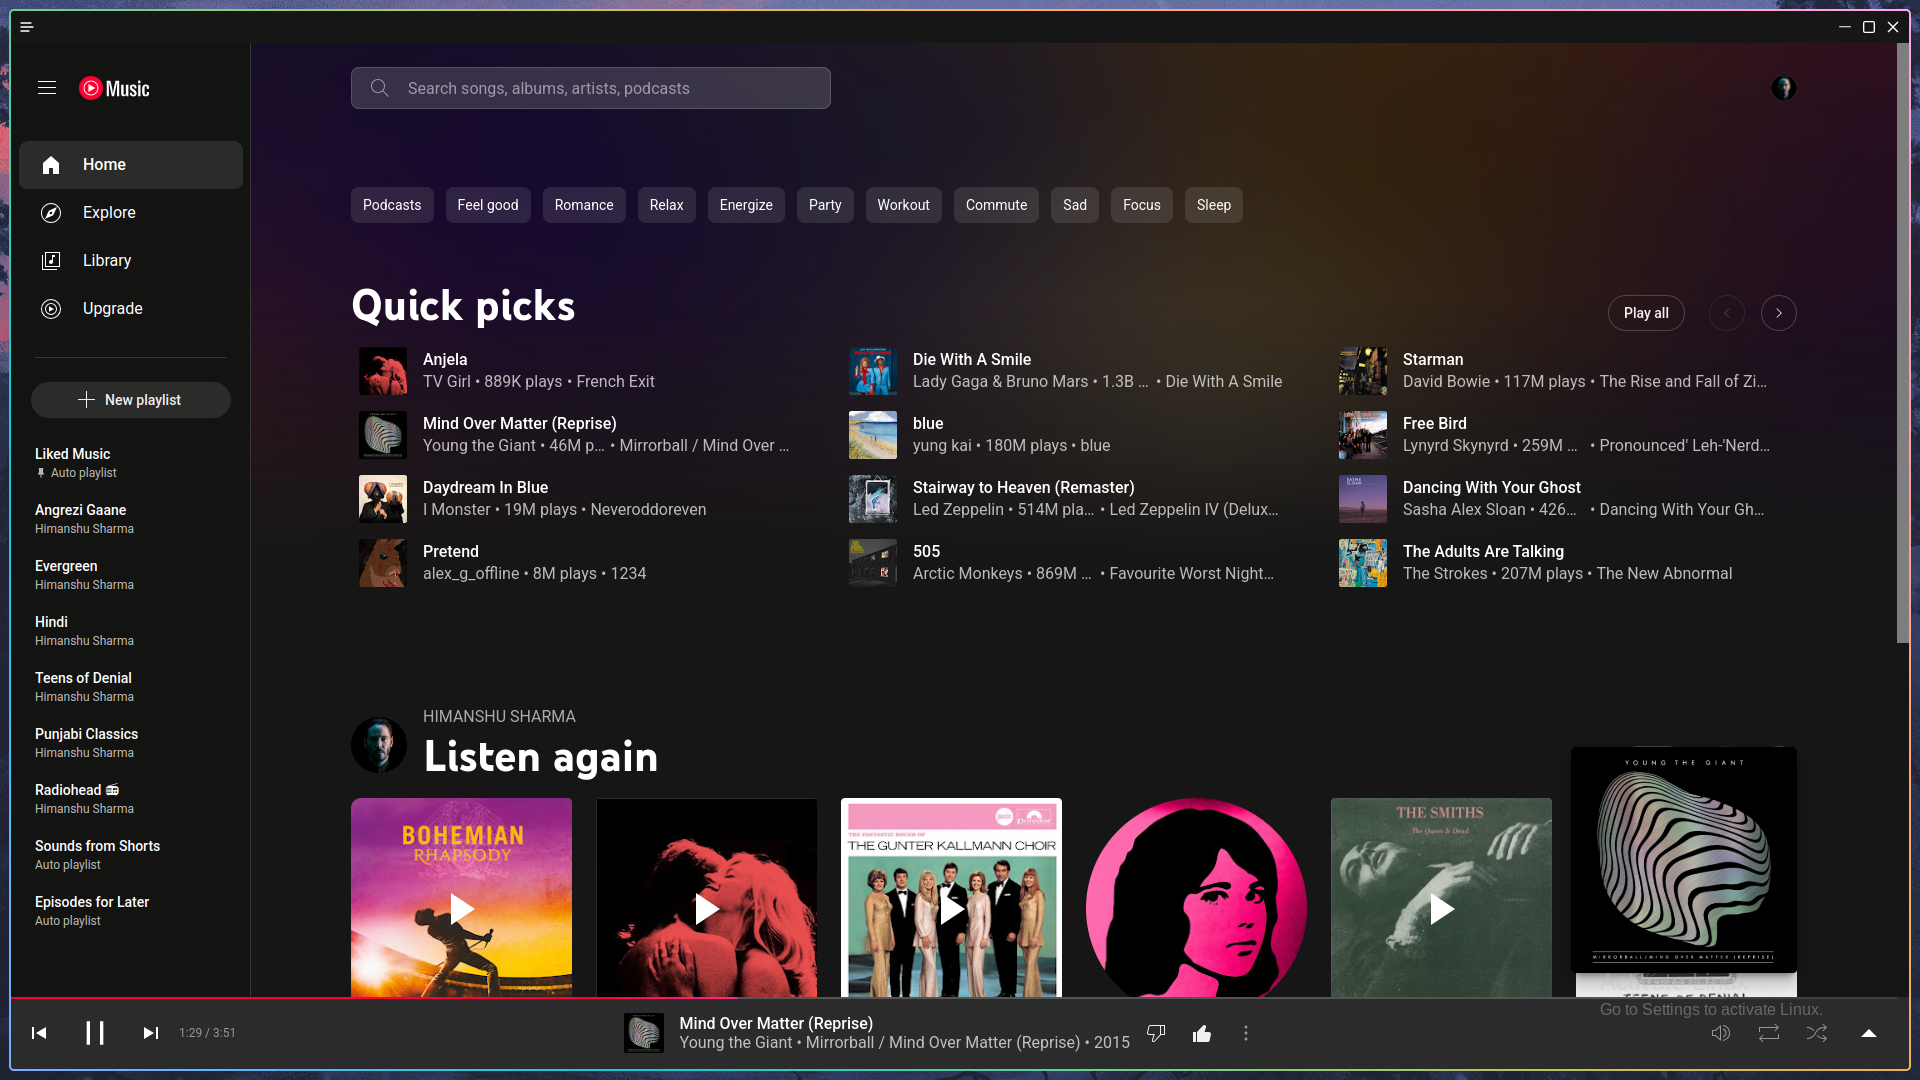 Music
Search songs, albums, artists, podcasts
Home
Explore
Library
Upgrade
New playlist
Liked Music
Auto playlist
Angrezi Gaane
Himanshu Sharma
Evergreen
Himanshu Sharma
Hindi
Himanshu Sharma
Teens of Denial
Himanshu Sharma
Punjabi Classics
Himanshu Sharma
Radiohead 📻
Himanshu Sharma
Sounds from Shorts
Auto playlist
Episodes for Later
Auto playlist
Podcasts Feel good Romance Relax Energize Party Workout Commute Sad Focus Sleep
Quick picks
Play all
Anjela
TV Girl • 889K plays • French Exit
Mind Over Matter (Reprise)
Young the Giant • 46M p... • Mirrorball / Mind Over ...
Daydream In Blue
I Monster • 19M plays • Neveroddoreven
Pretend
alex_g_offline • 8M plays • 1234
Die With A Smile
Lady Gaga & Bruno Mars • 1.3B ... • Die With A Smile
blue
yung kai • 180M plays • blue
Stairway to Heaven (Remaster)
Led Zeppelin • 514M pla... • Led Zeppelin IV (Delux...
505
Arctic Monkeys • 869M ... • Favourite Worst Night...
Starman
David Bowie • 117M plays • The Rise and Fall of Zi...
Free Bird
Lynyrd Skynyrd • 259M ... • Pronounced' Leh-'Nerd...
Dancing With Your Ghost
Sasha Alex Sloan • 426... • Dancing With Your Gh...
The Adults Are Talking
The Strokes • 207M plays • The New Abnormal
HIMANSHU SHARMA
Listen again
BOHEMIAN
RHAPSODY
THE FANTASTIC SOUND OF
THE GUNTER KALLMANN CHOIR
THE SMITHS
The Queen Is Dead
YOUNG THE GIANT
MIRRORBALL/MIND OVER MATTER (REPRISE)
TEENS OF DENIAL
Go to Settings to activate Linux.
1:29 / 3:51
Mind Over Matter (Reprise)
Young the Giant • Mirrorball / Mind Over Matter (Reprise) • 2015